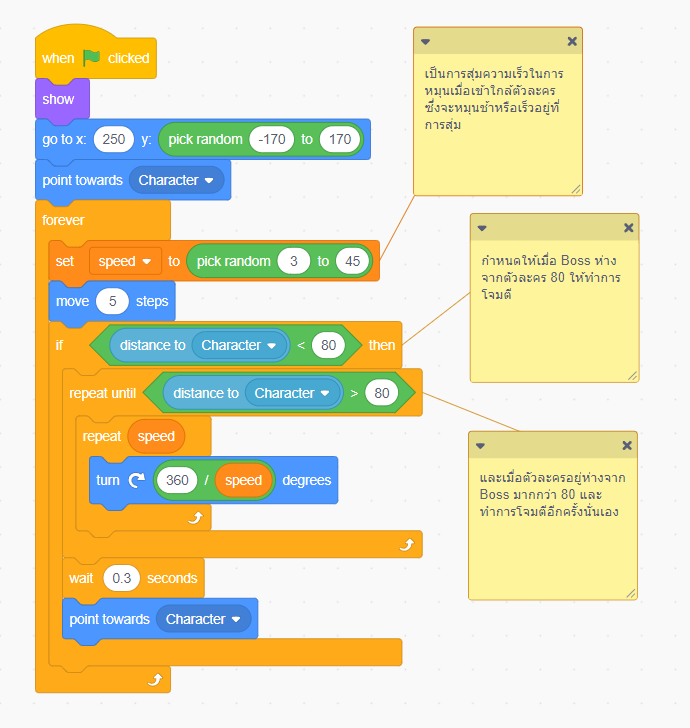 when clicked
show
go to x: 250 y: pick random -170 to 170
point towards Character
forever
set speed to pick random 3 to 45
move 5 steps
if distance to Character < 80 then
repeat until distance to Character > 80
repeat speed
turn 360 / speed degrees
wait 0.3 seconds
point towards Character
เป็นการสุ่มความเร็วในการ
หมุนเมื่อเข้าใกล้ตัวละคร
ซึ่งจะหมุนช้าหรือเร็วอยู่ที่
การสุ่ม
กำหนดให้เมื่อ Boss ห่าง
จากตัวละคร 80 ให้ทำการ
โจมตี
และเมื่อตัวละครอยู่ห่างจาก
Boss มากกว่า 80 และ
ทำการโจมตีอีกครั้งนั่นเอง